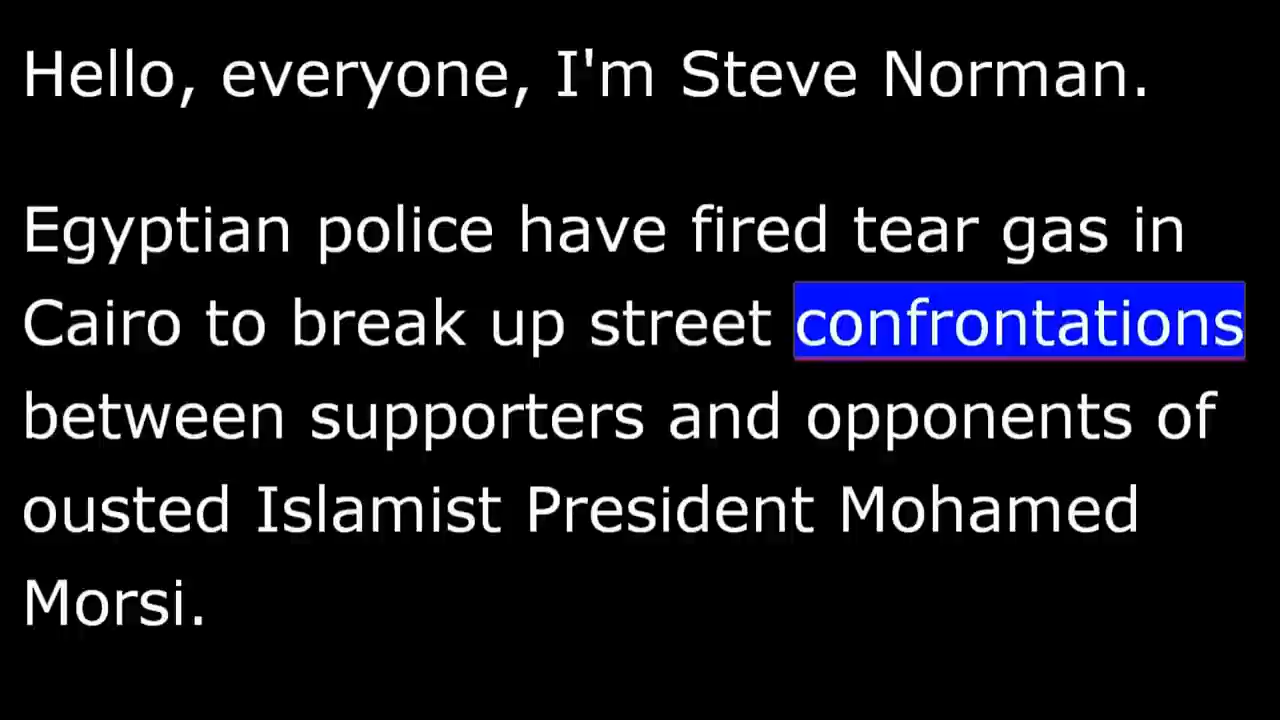 Hello, everyone, I'm Steve Norman.
Egyptian police have fired tear gas in
Cairo to break up street confrontations
between supporters and opponents of
ousted Islamist President Mohamed
Morsi.